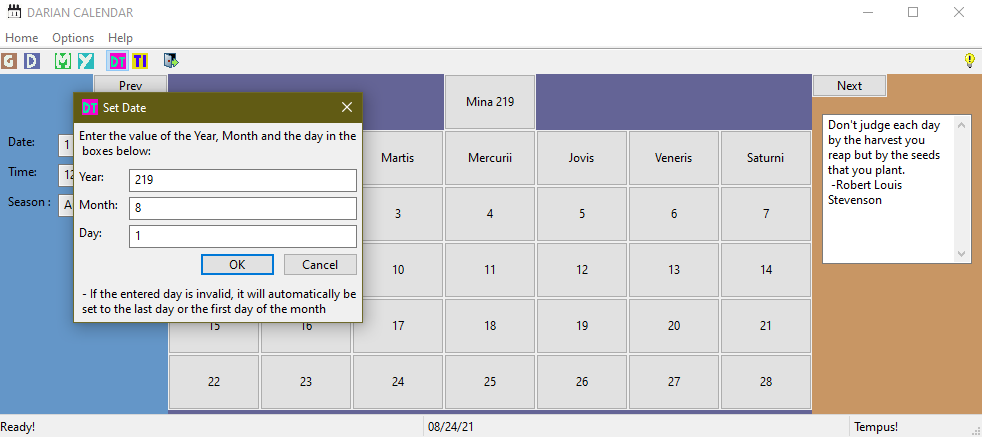 DARIAN CALENDAR
Home Options Help
G D M Y DT TI
Prev
Mina 219
Next
DT Set Date
Enter the value of the Year, Month and the day in the
boxes below:
Year: 219
Month: 8
Day: 1
OK Cancel
- If the entered day is invalid, it will automatically be
set to the last day or the first day of the month
Date: 1
Time: 12
Season : A
Martis Mercurii Jovis Veneris Saturni
3 4 5 6 7
10 11 12 13 14
15 16 17 18 19 20 21
22 23 24 25 26 27 28
Don't judge each day
by the harvest you
reap but by the seeds
that you plant.
-Robert Louis
Stevenson
Ready! 08/24/21 Tempus!